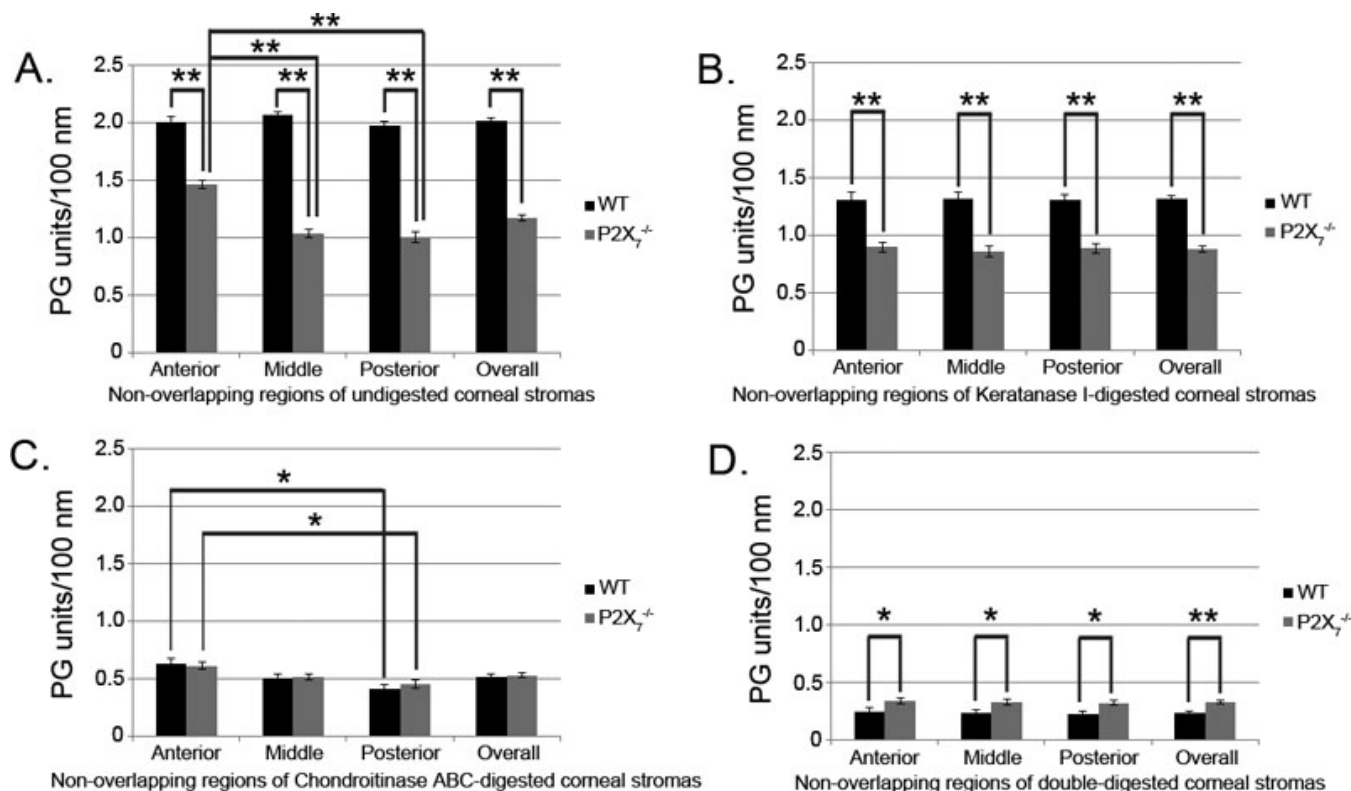 A.
PG units/100 nm
2.5
2.0
1.5
1.0
0.5
0
**
**
**
**
**
**
Anterior Middle Posterior Overall
Non-overlapping regions of undigested corneal stromas
WT
P2X₇-/-
B.
PG units/100 nm
2.5
2.0
1.5
1.0
0.5
0
**
**
**
**
Anterior Middle Posterior Overall
Non-overlapping regions of Keratanase I-digested corneal stromas
WT
P2X₇-/-
C.
PG units/100 nm
2.5
2.0
1.5
1.0
0.5
0
*
*
Anterior Middle Posterior Overall
Non-overlapping regions of Chondroitinase ABC-digested corneal stromas
WT
P2X₇-/-
D.
PG units/100 nm
2.5
2.0
1.5
1.0
0.5
0
*
*
*
**
Anterior Middle Posterior Overall
Non-overlapping regions of double-digested corneal stromas
WT
P2X₇-/-